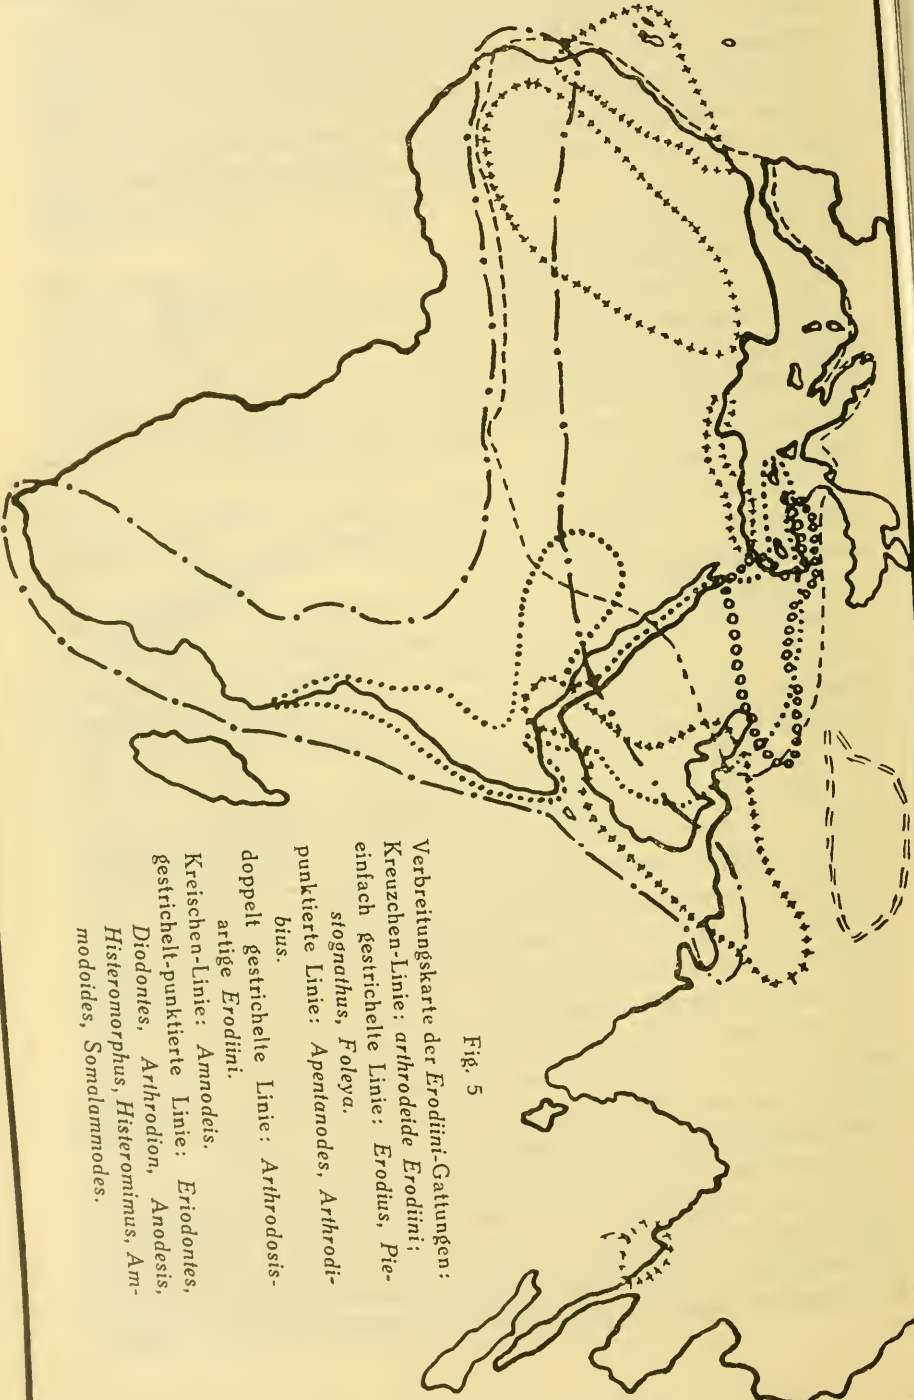 Fig. 5
Verbreitungskarte der Erodiini-Gattungen:
Kreuzchen-Linie: arthrodeide Erodiini;
einfach gestrichelte Linie: Erodius, Pie-
stognathus, Foleya.
punktierte Linie: Apentanodes, Arthrodi-
bius.
doppelt gestrichelte Linie: Arthrodosis-
artige Erodiini.
Kreischen-Linie: Amnodeis.
gestrichelt-punktierte Linie: Eriodontes,
Diodontes, Arthrodion, Anodesis,
Histeromorphus, Histeromimus, Am-
modoides, Somalammodes.